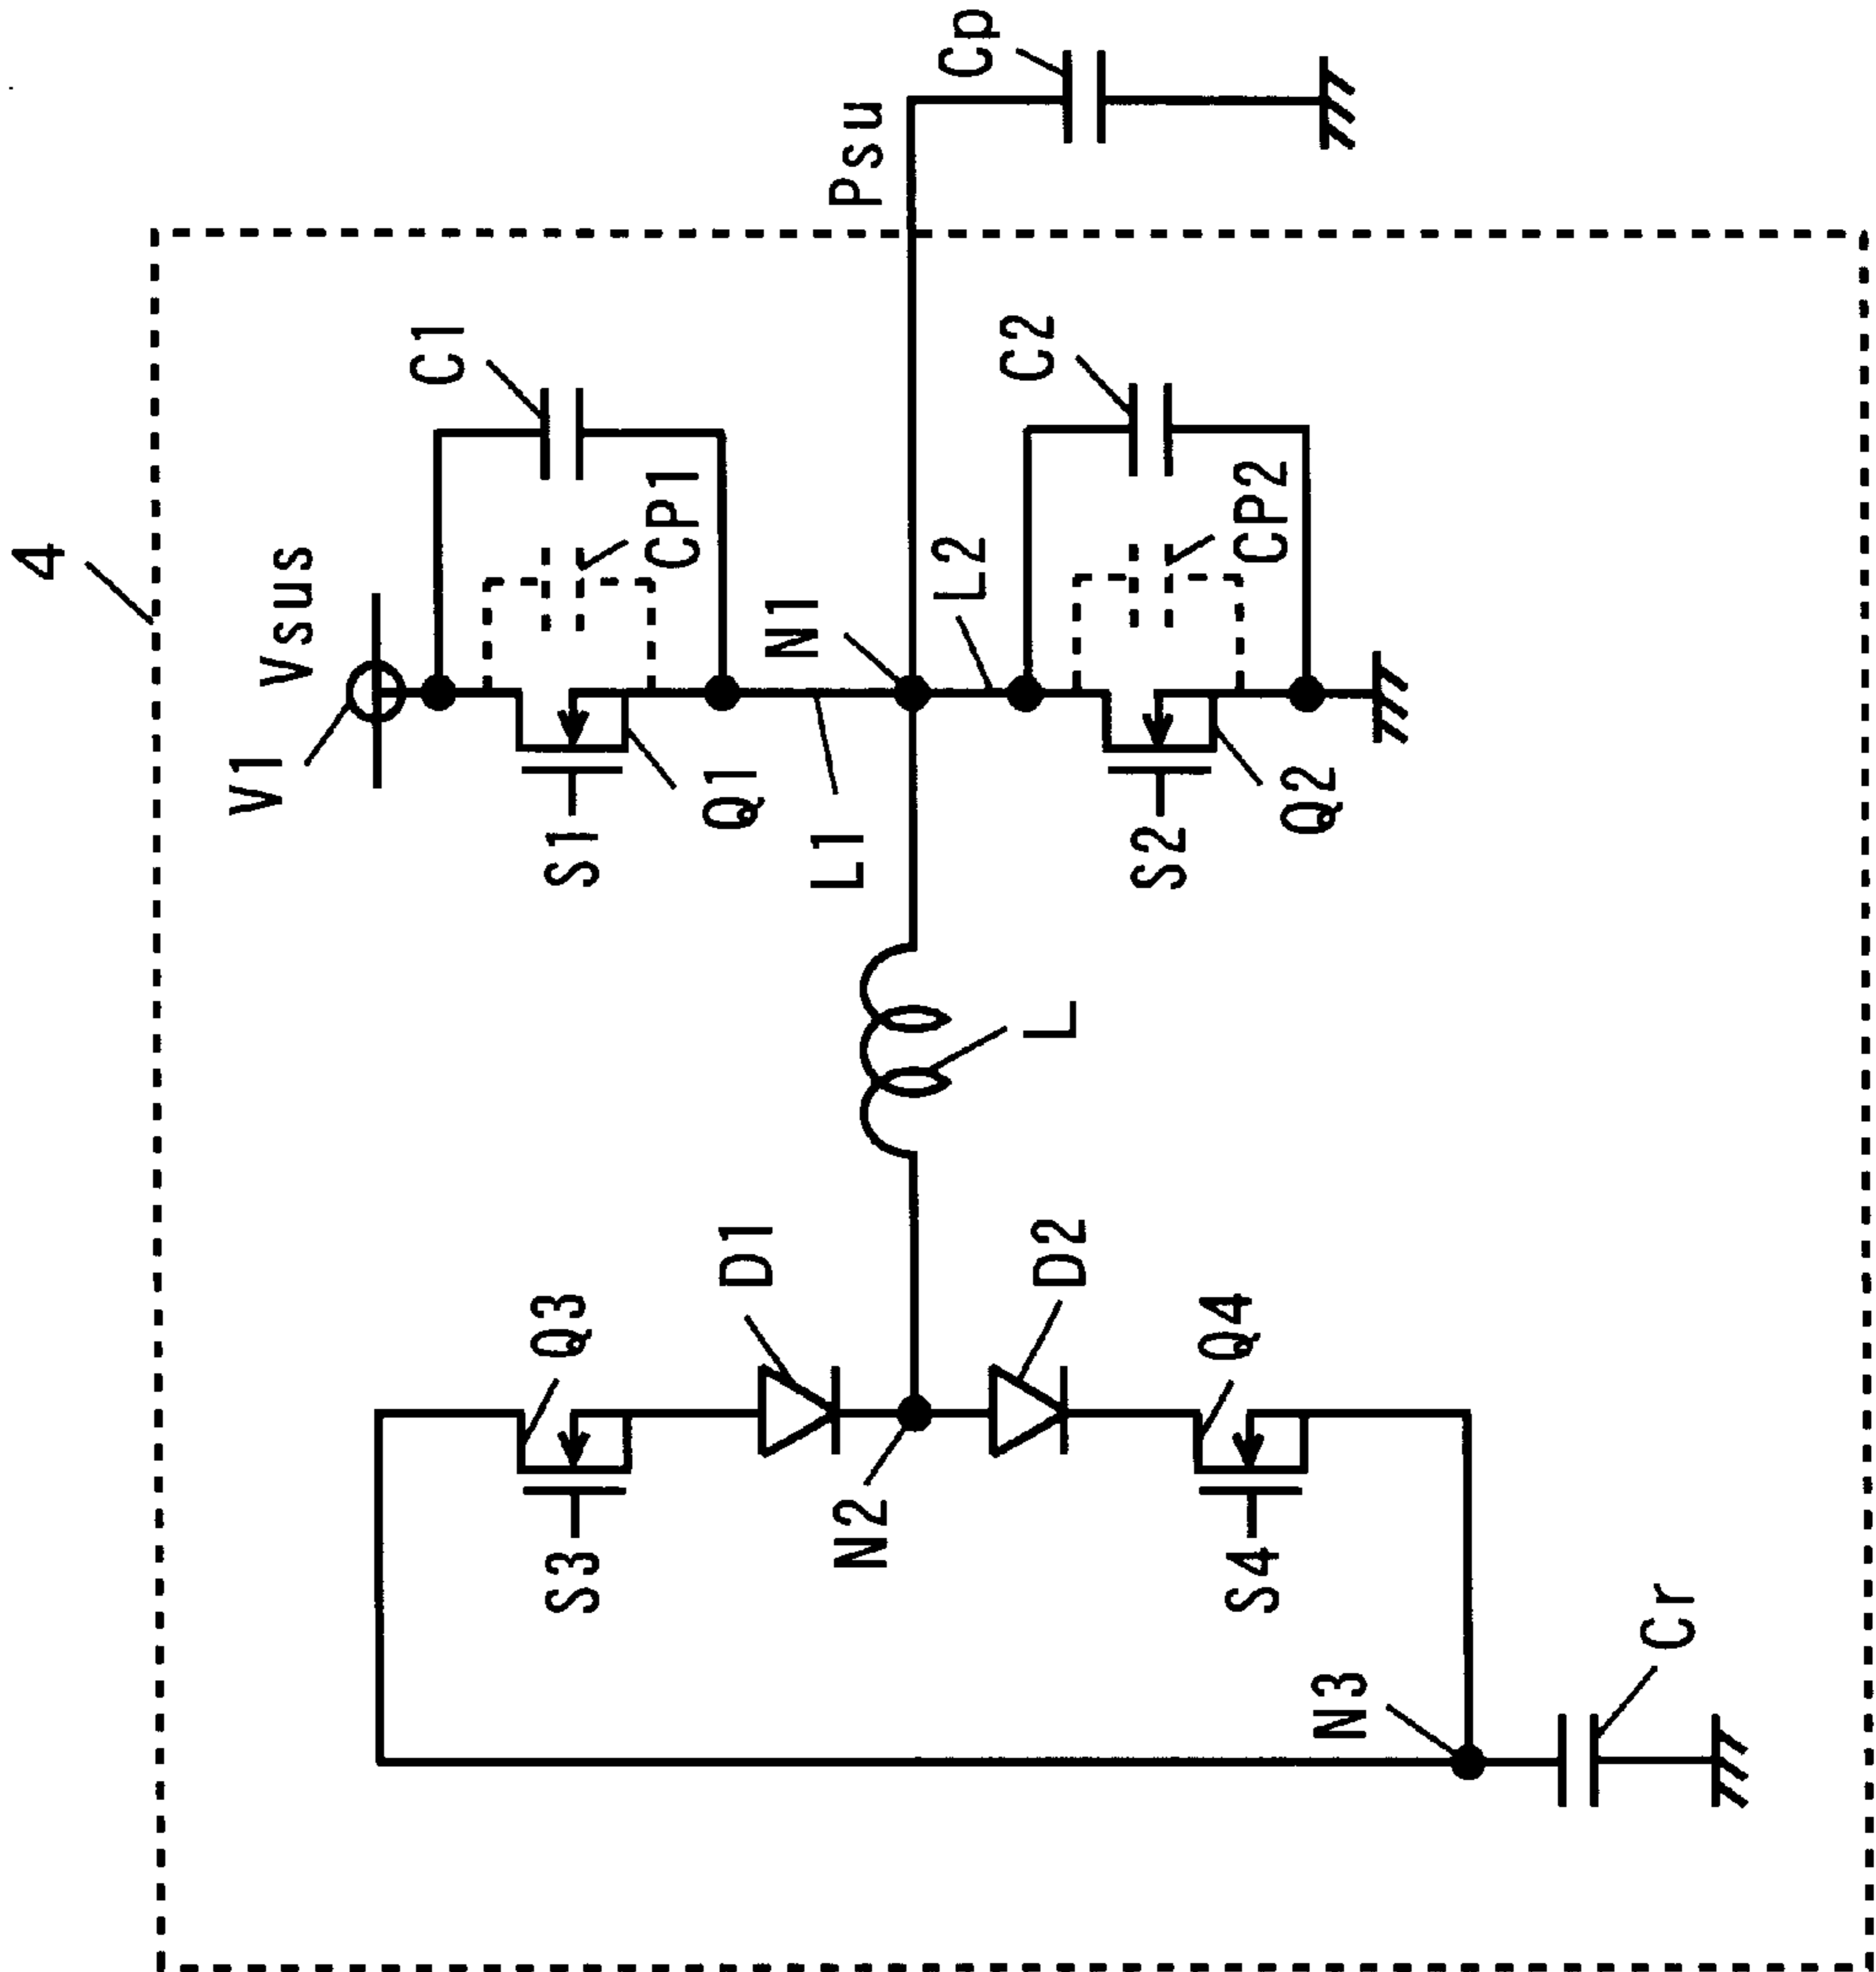 4
V1
Vsus
C1
CP1
S1
Q1
L1
N1
Psu
Cp
L2
C2
CP2
S2
Q2
L
Q3
D1
S3
N2
D2
Q4
S4
N3
Cr